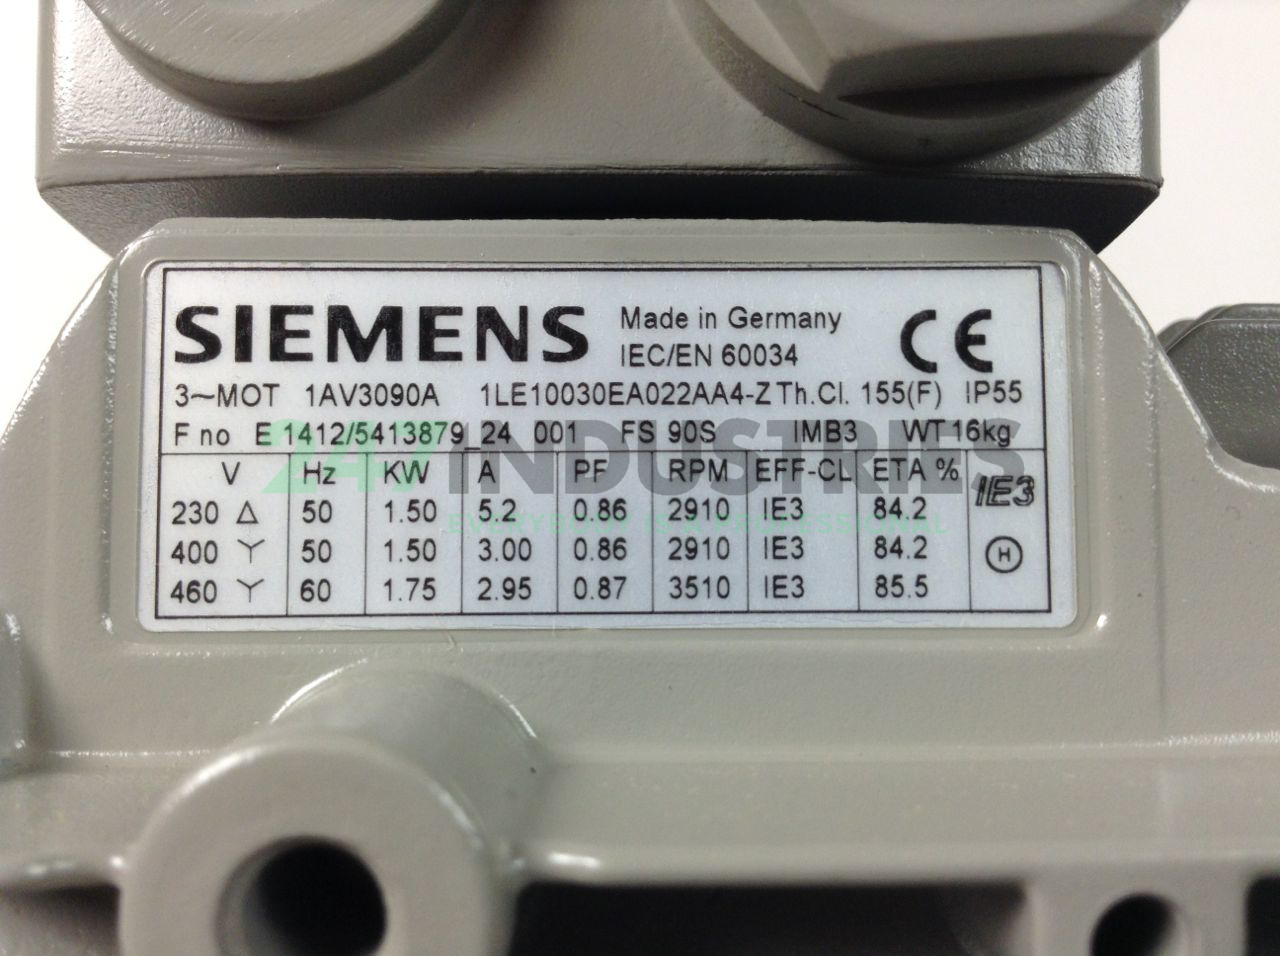 SIEMENS Made in Germany CE
IEC/EN 60034
3~MOT 1AV3090A 1LE10030EA022AA4-Z Th.Cl. 155(F) IP55
F no E 1412/5413879_24 001 FS 90S IMB3 WT 16kg
V Hz KW A PF RPM EFF-CL ETA % IE3
230 Δ 50 1.50 5.2 0.86 2910 IE3 84.2
400 Y 50 1.50 3.00 0.86 2910 IE3 84.2 H
460 Y 60 1.75 2.95 0.87 3510 IE3 85.5
247 INDUSTRIES
EVERYBODY IS A PROFESSIONAL